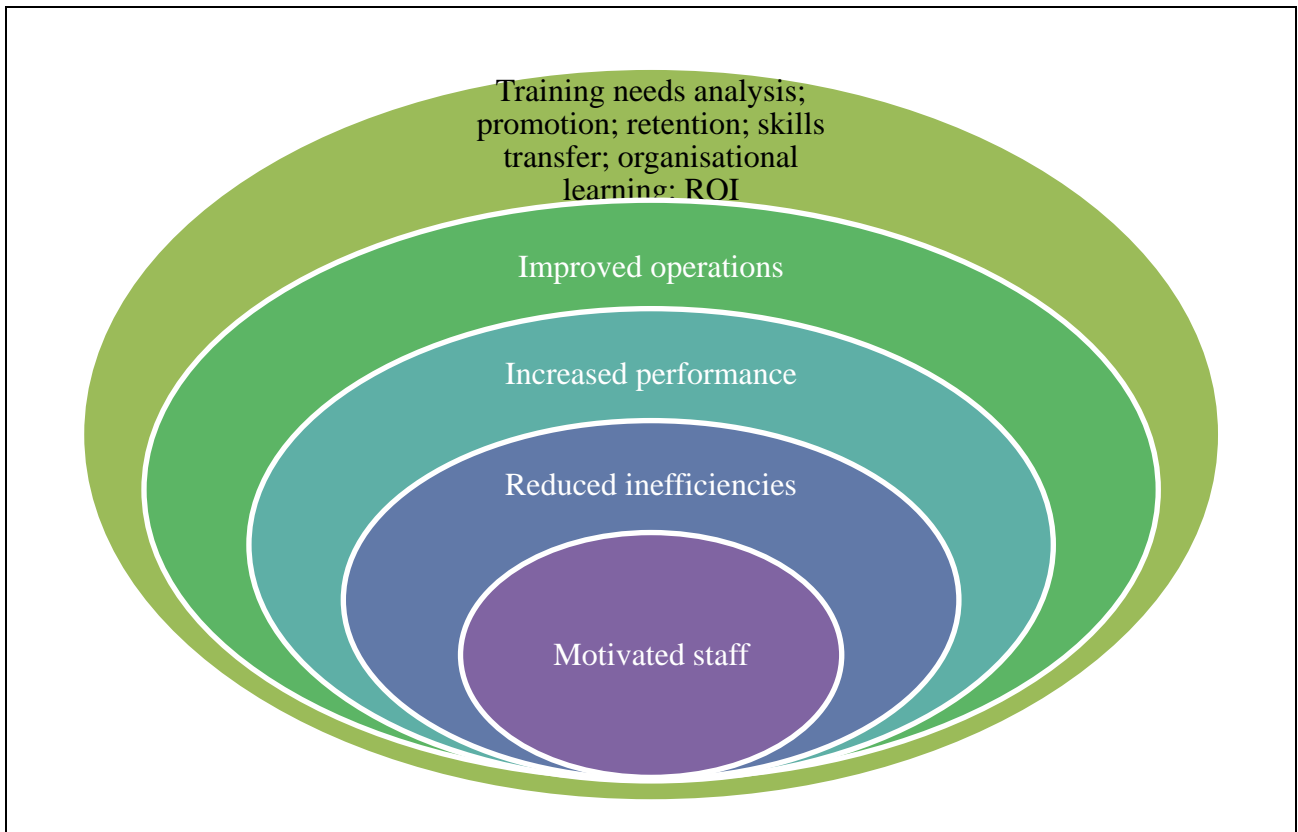 Training needs analysis;
promotion; retention; skills
transfer; organisational
learning; ROI
Improved operations
Increased performance
Reduced inefficiencies
Motivated staff